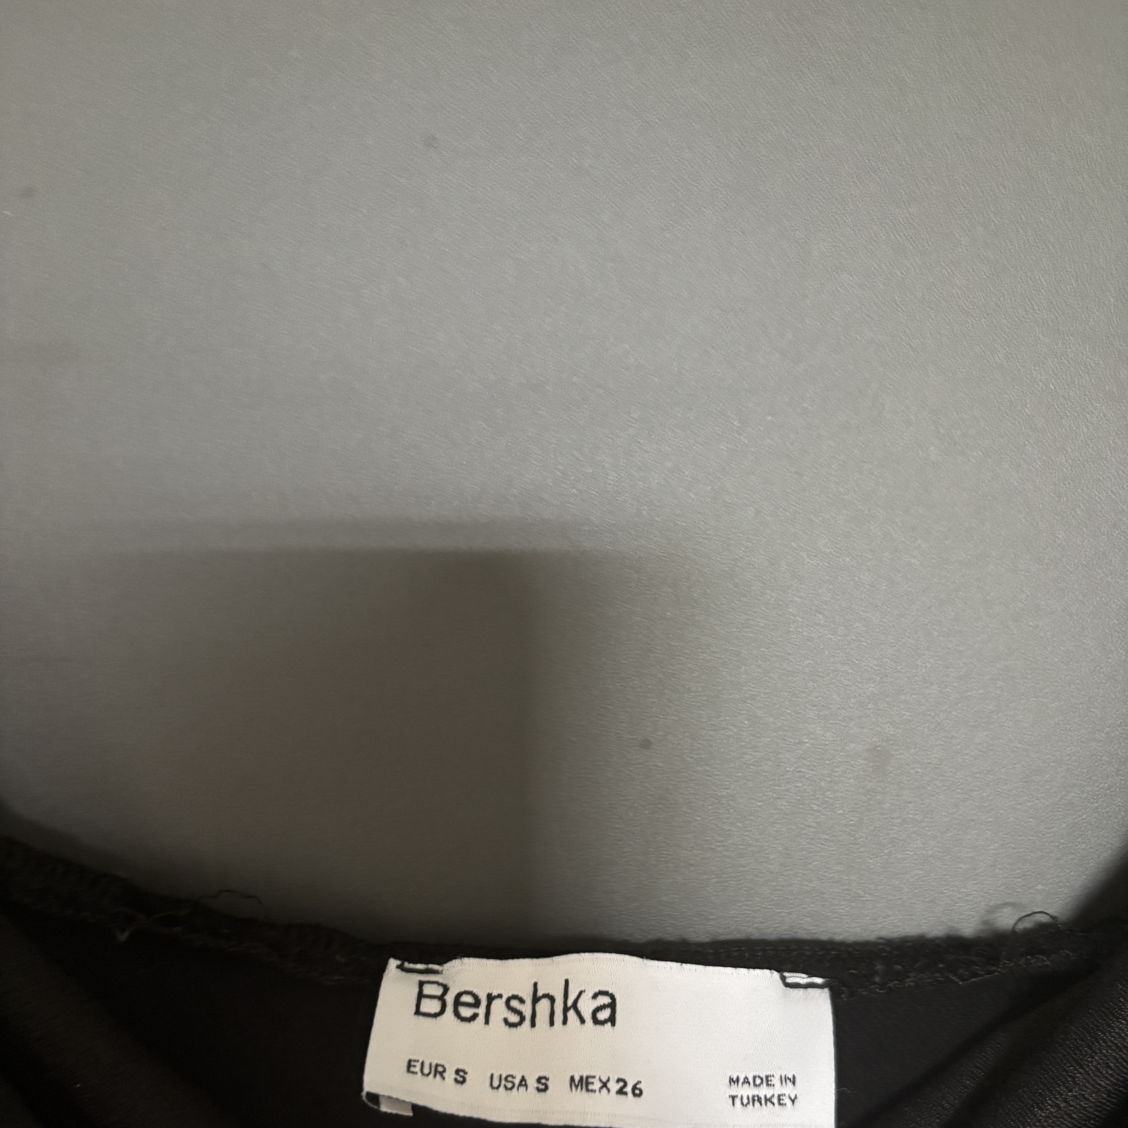 Bershka
EUR S USA S MEX 26
MADE IN
TURKEY